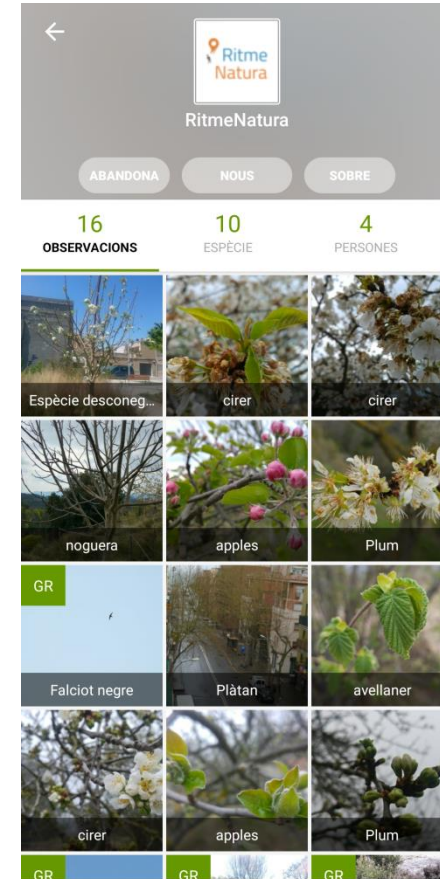 Ritme
Natura
RitmeNatura
ABANDONA NOUS SOBRE
16 10 4
OBSERVACIONS ESPÈCIE PERSONES
Espècie desconeg... cirer cirer
noguera apples Plum
GR
Falciot negre Plàtan avellaner
cirer apples Plum
GR GR GR